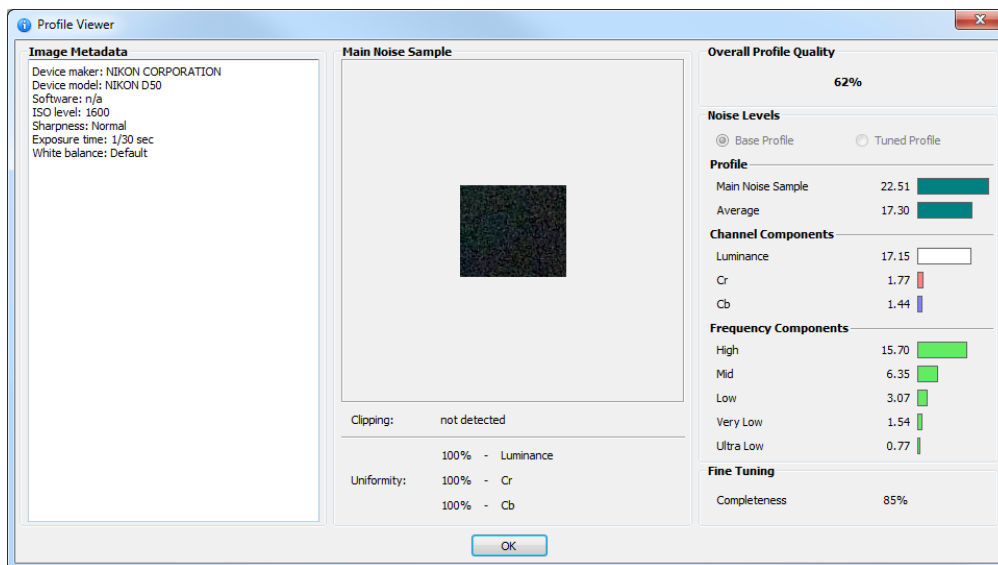 Profile Viewer
Image Metadata
Device maker: NIKON CORPORATION
Device model: NIKON D50
Software: n/a
ISO level: 1600
Sharpness: Normal
Exposure time: 1/30 sec
White balance: Default
Main Noise Sample
Clipping: not detected
100% - Luminance
Uniformity: 100% - Cr
100% - Cb
Overall Profile Quality
62%
Noise Levels
Base Profile Tuned Profile
Profile
Main Noise Sample 22.51
Average 17.30
Channel Components
Luminance 17.15
Cr 1.77
Cb 1.44
Frequency Components
High 15.70
Mid 6.35
Low 3.07
Very Low 1.54
Ultra Low 0.77
Fine Tuning
Completeness 85%
OK